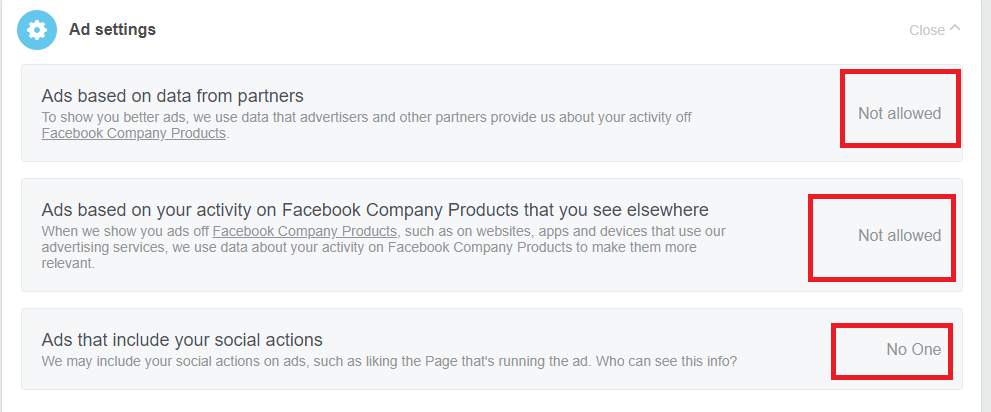 Ad settings
Close
Ads based on data from partners
To show you better ads, we use data that advertisers and other partners provide us about your activity off
Facebook Company Products.
Not allowed
Ads based on your activity on Facebook Company Products that you see elsewhere
When we show you ads off Facebook Company Products, such as on websites, apps and devices that use our
advertising services, we use data about your activity on Facebook Company Products to make them more
relevant.
Not allowed
Ads that include your social actions
We may include your social actions on ads, such as liking the Page that's running the ad. Who can see this info?
No One